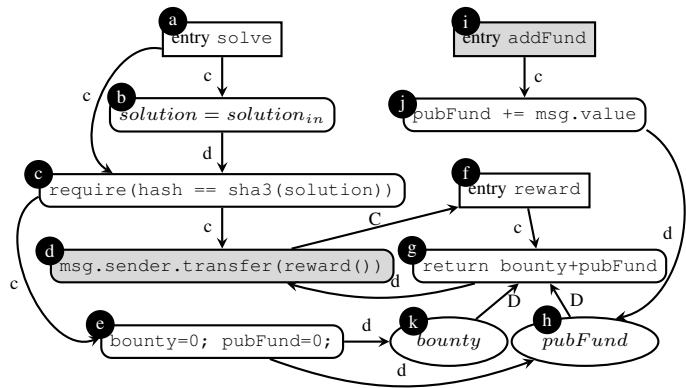 a
i
entry solve
entry addFund
c
c
c
b
j
solution = solution_in
pubFund += msg.value
d
c
f
require(hash == sha3(solution))
entry reward
c
C
c
d
d
g
msg.sender.transfer(reward())
return bounty+pubFund
c
d
D
D
e
k
h
bounty=0; pubFund=0;
d
bounty
pubFund
d